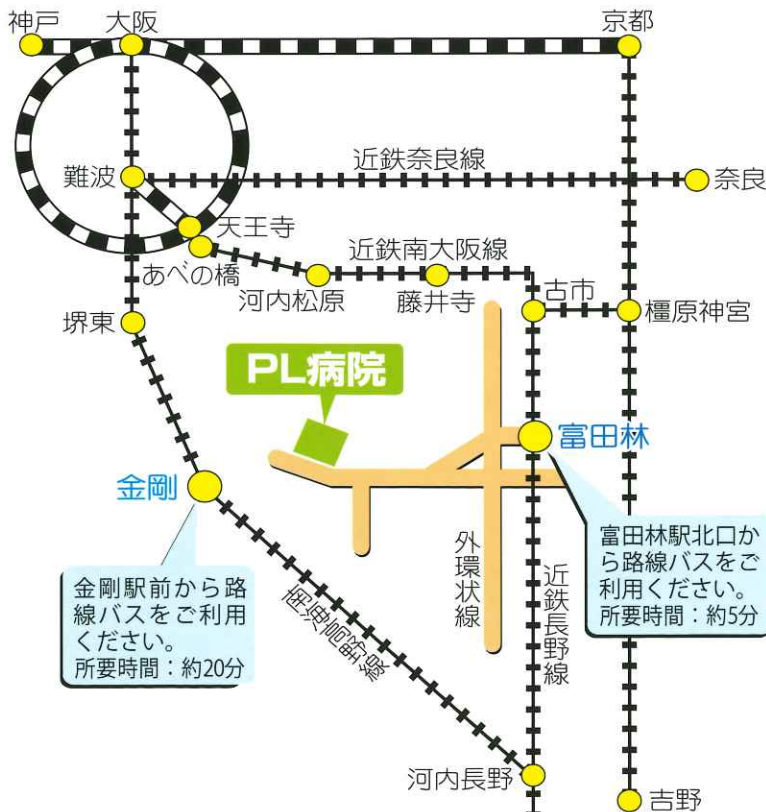 神戸
大阪
京都
難波
近鉄奈良線
奈良
天王寺
あべの橋
近鉄南大阪線
河内松原
藤井寺
古市
橿原神宮
堺東
PL病院
富田林
金剛
富田林駅北口か
ら路線バスをご
利用ください。
所要時間：約5分
金剛駅前から路
線バスをご利用
ください。
所要時間：約20分
外環状線
近鉄長野線
南海高野線
河内長野
吉野